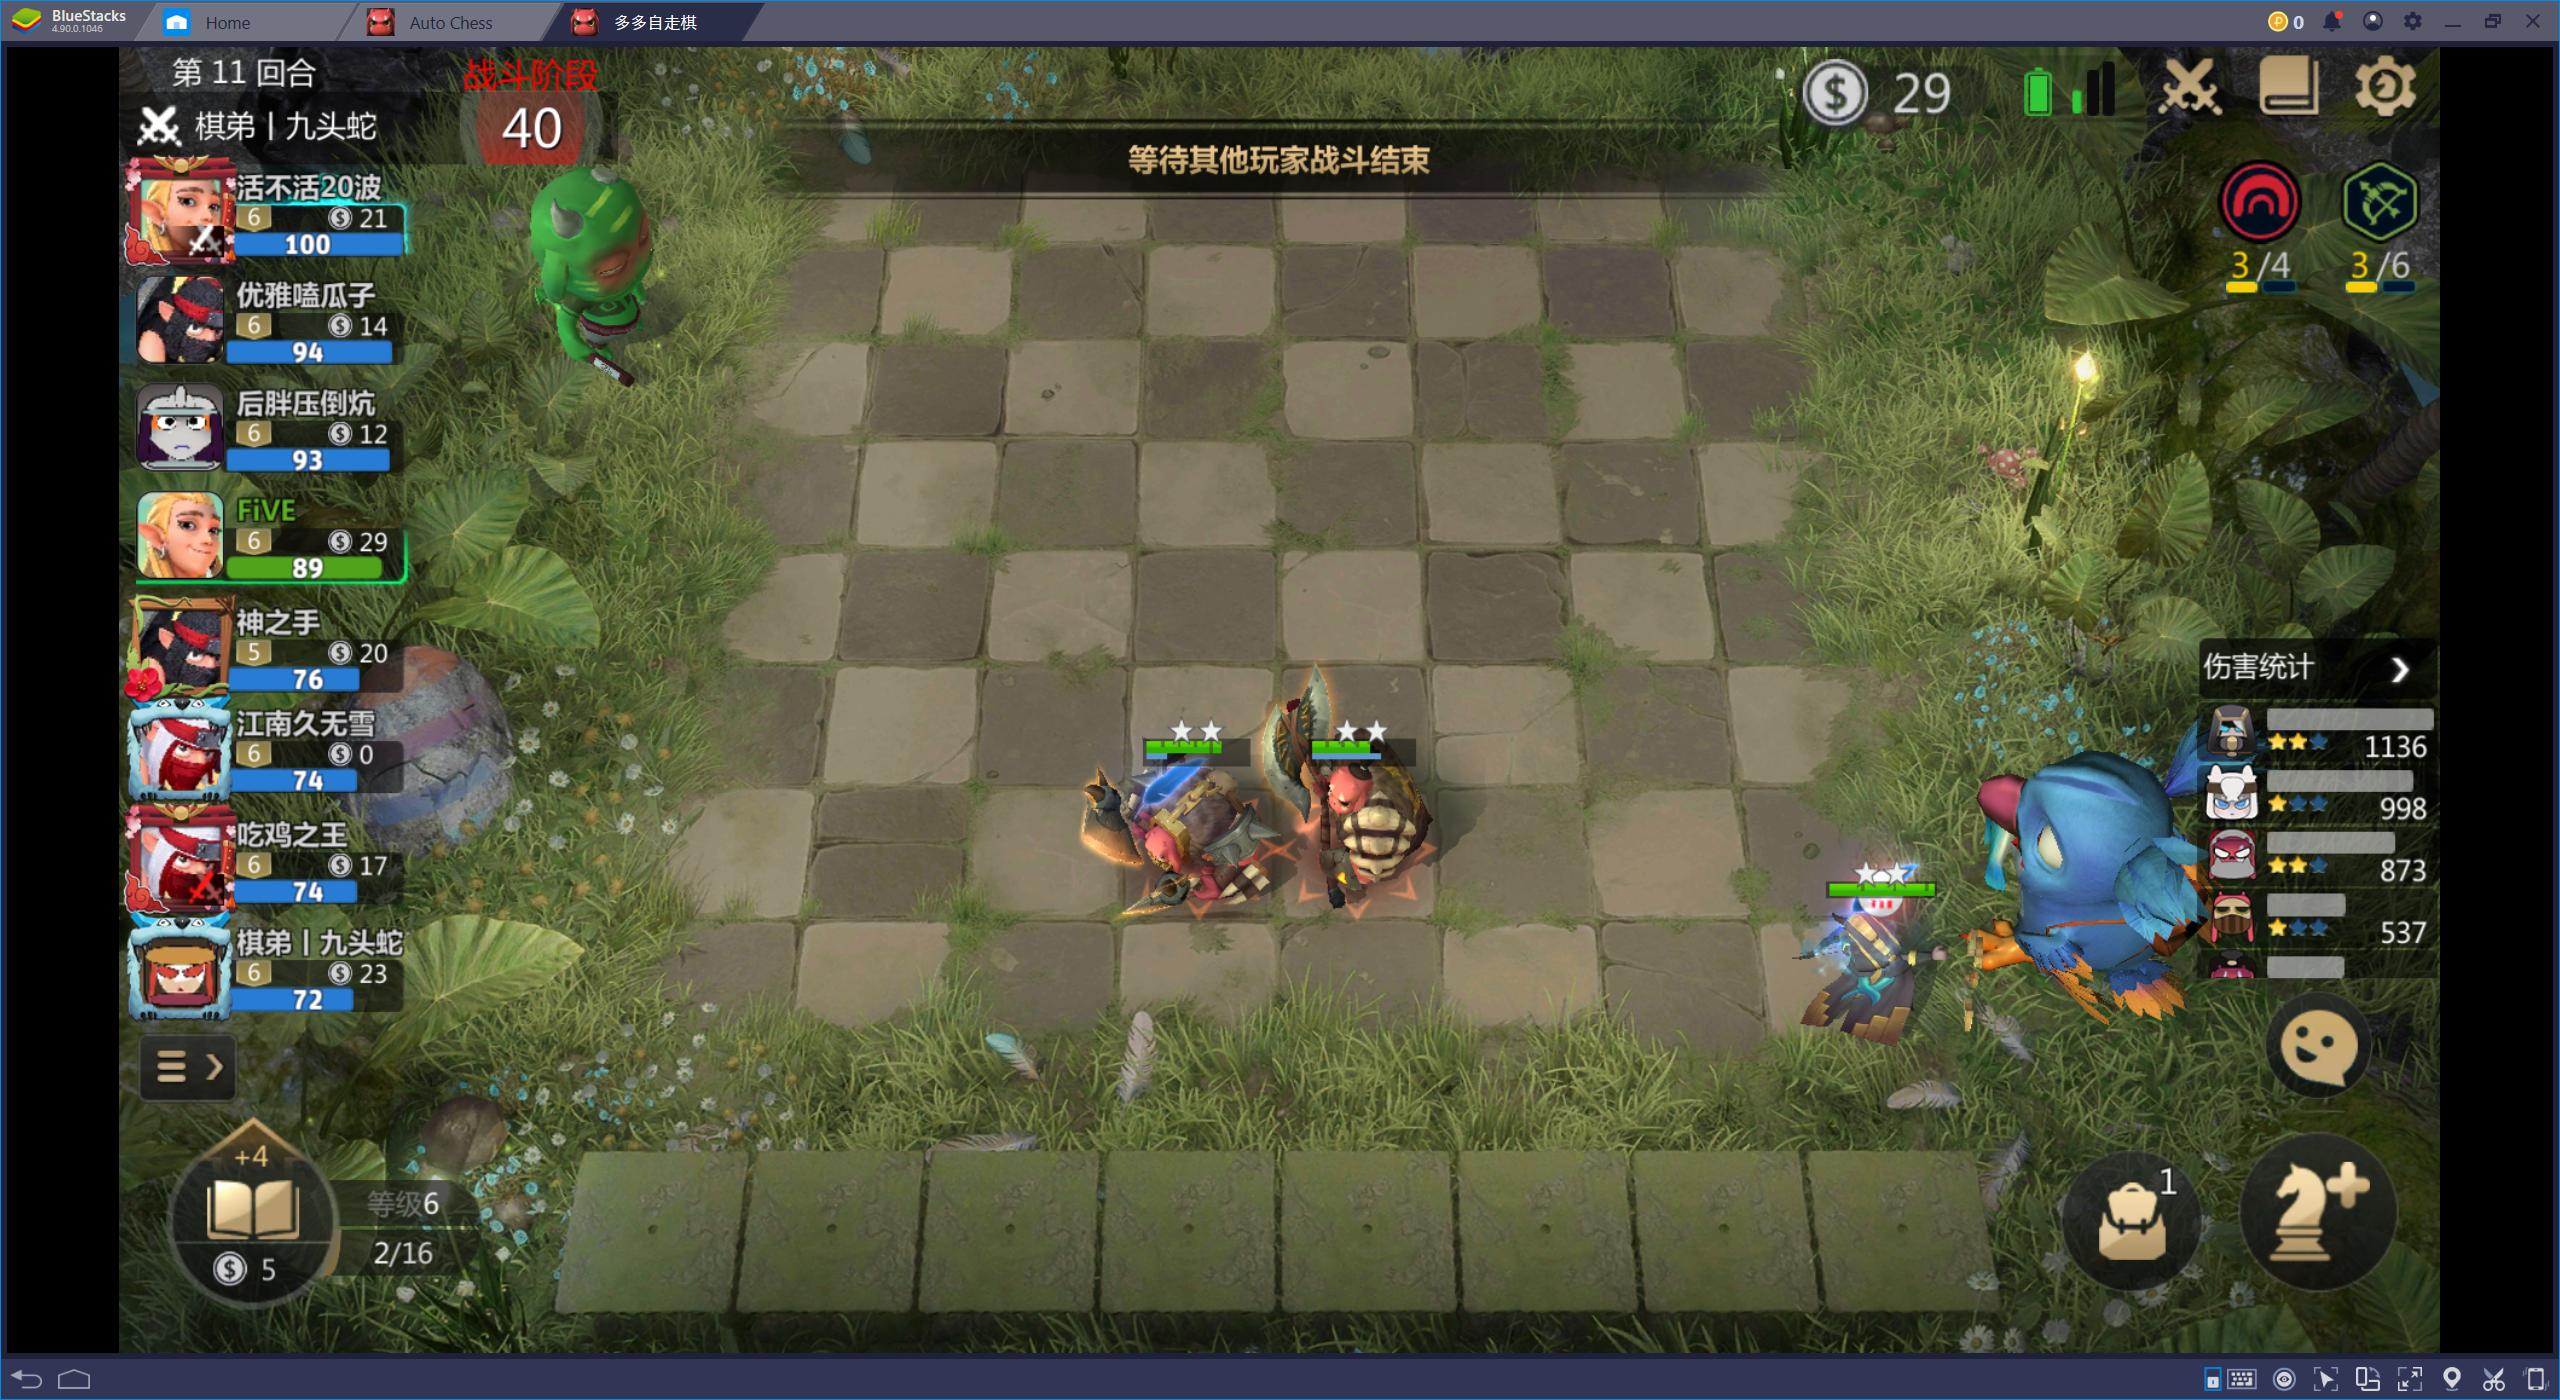 BlueStacks
4.90.0.1046
Home
Auto Chess
多多自走棋
0
第 11 回合
战斗阶段
棋弟丨九头蛇
40
29
等待其他玩家战斗结束
3/4
3/6
活不活20波
6 21
100
优雅嗑瓜子
6 14
94
后胖压倒炕
6 12
93
FiVE
6 29
89
神之手
5 20
76
江南久无雪
6 0
74
吃鸡之王
6 17
74
棋弟丨九头蛇
6 23
72
伤害统计
1136
998
873
537
+4
等级6
2/16
5
1